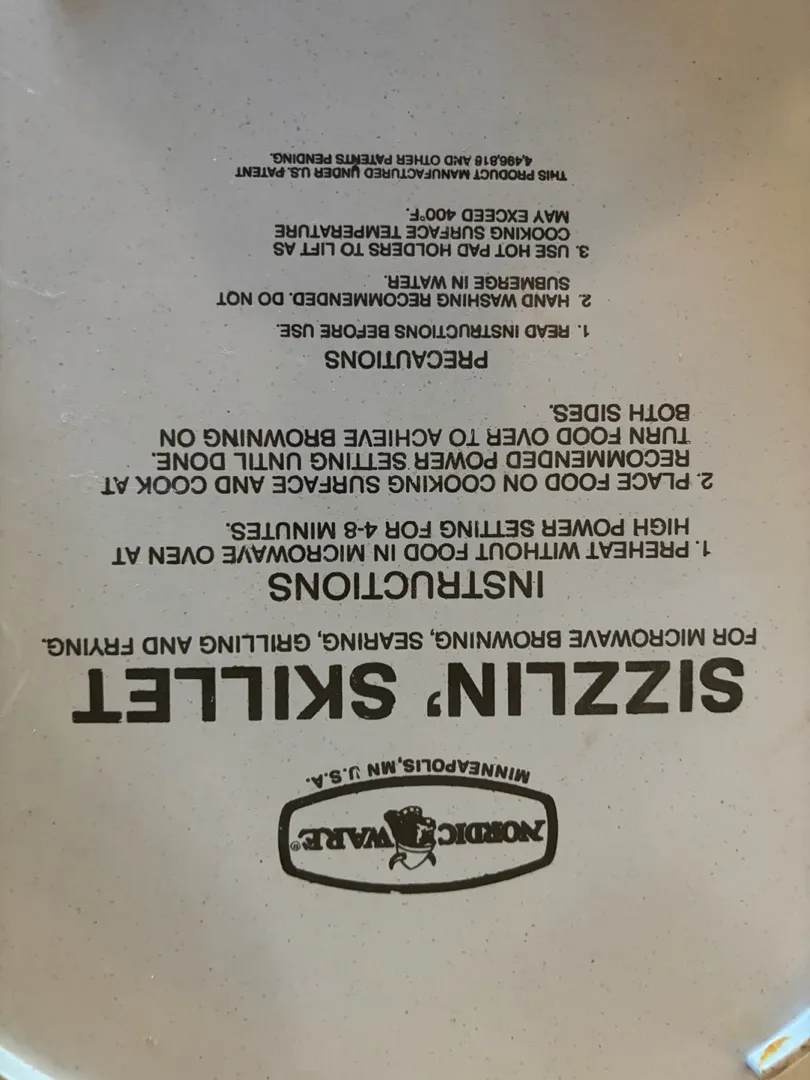 NORDIC WARE®
MINNEAPOLIS, MN U.S.A.
SIZZLIN' SKILLET
FOR MICROWAVE BROWNING, SEARING, GRILLING AND FRYING.
INSTRUCTIONS
1. PREHEAT WITHOUT FOOD IN MICROWAVE OVEN AT
HIGH POWER SETTING FOR 4-8 MINUTES.
2. PLACE FOOD ON COOKING SURFACE AND COOK AT
RECOMMENDED POWER SETTING UNTIL DONE.
TURN FOOD OVER TO ACHIEVE BROWNING ON
BOTH SIDES.
PRECAUTIONS
1. READ INSTRUCTIONS BEFORE USE.
2. HAND WASHING RECOMMENDED. DO NOT
SUBMERGE IN WATER.
3. USE HOT PAD HOLDERS TO LIFT AS
COOKING SURFACE TEMPERATURE
MAY EXCEED 400°F.
THIS PRODUCT MANUFACTURED UNDER U.S. PATENT
4,496,816 AND OTHER PATENTS PENDING.